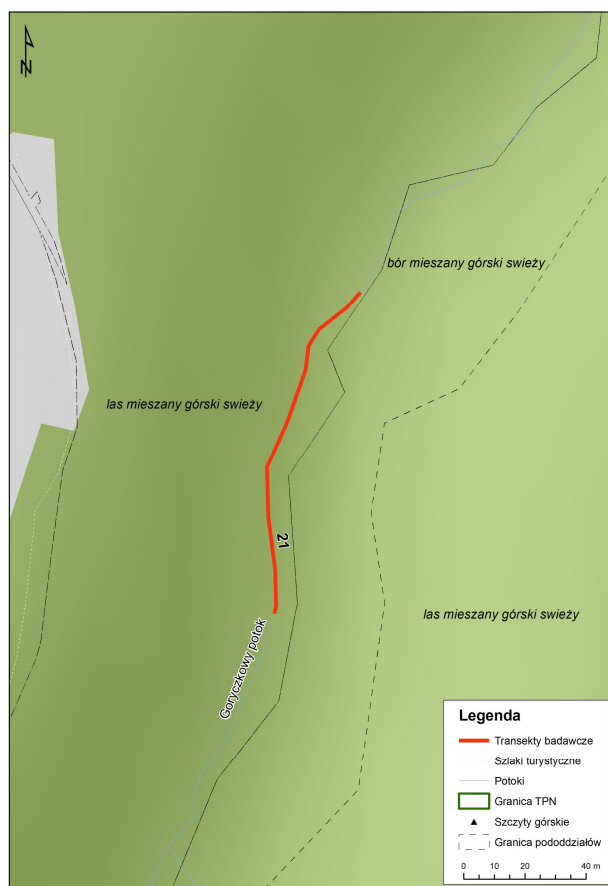 N
bór mieszany górski swieży
las mieszany górski swieży
21
las mieszany górski swieży
Goryczkowy potok
Legenda
Transekty badawcze
Szlaki turystyczne
Potoki
Granica TPN
Szczyty górskie
Granica pododdziałów
0 10 20 40 m